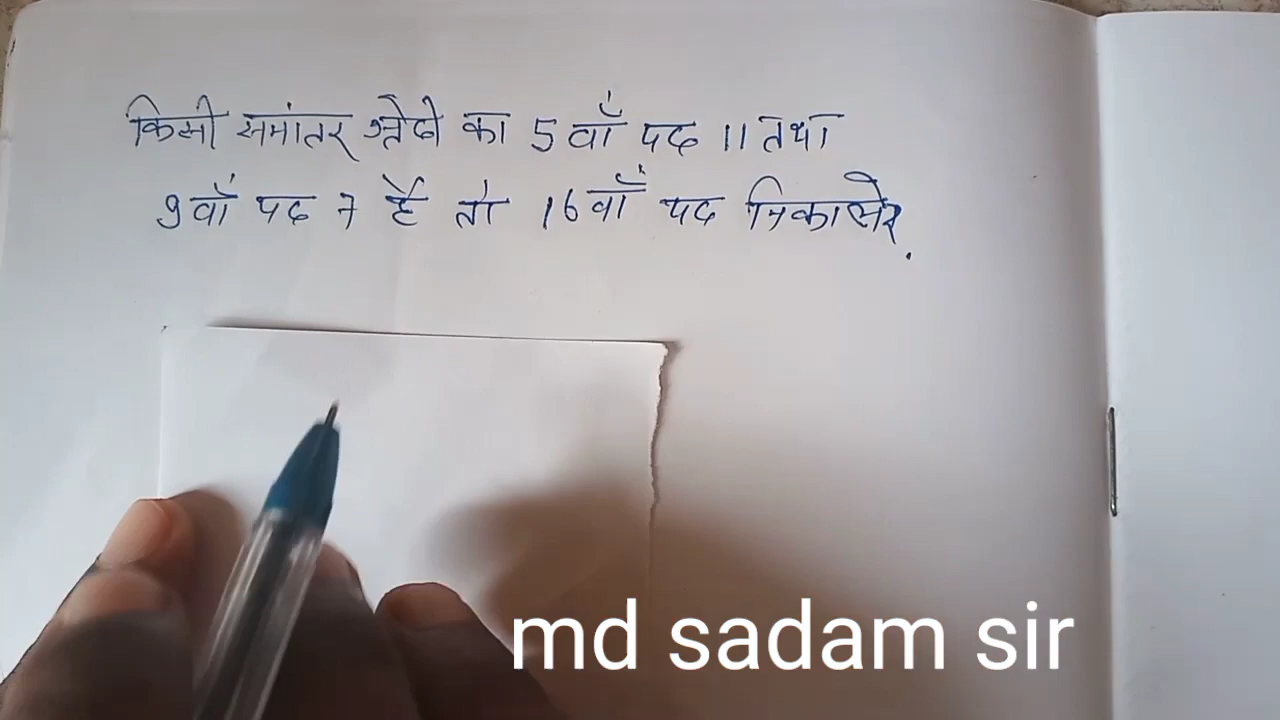 किसी समांतर श्रेढी का 5 वाँ पद 11 तथा
9 वाँ पद 7 है तो 16 वाँ पद निकाले.
md sadam sir